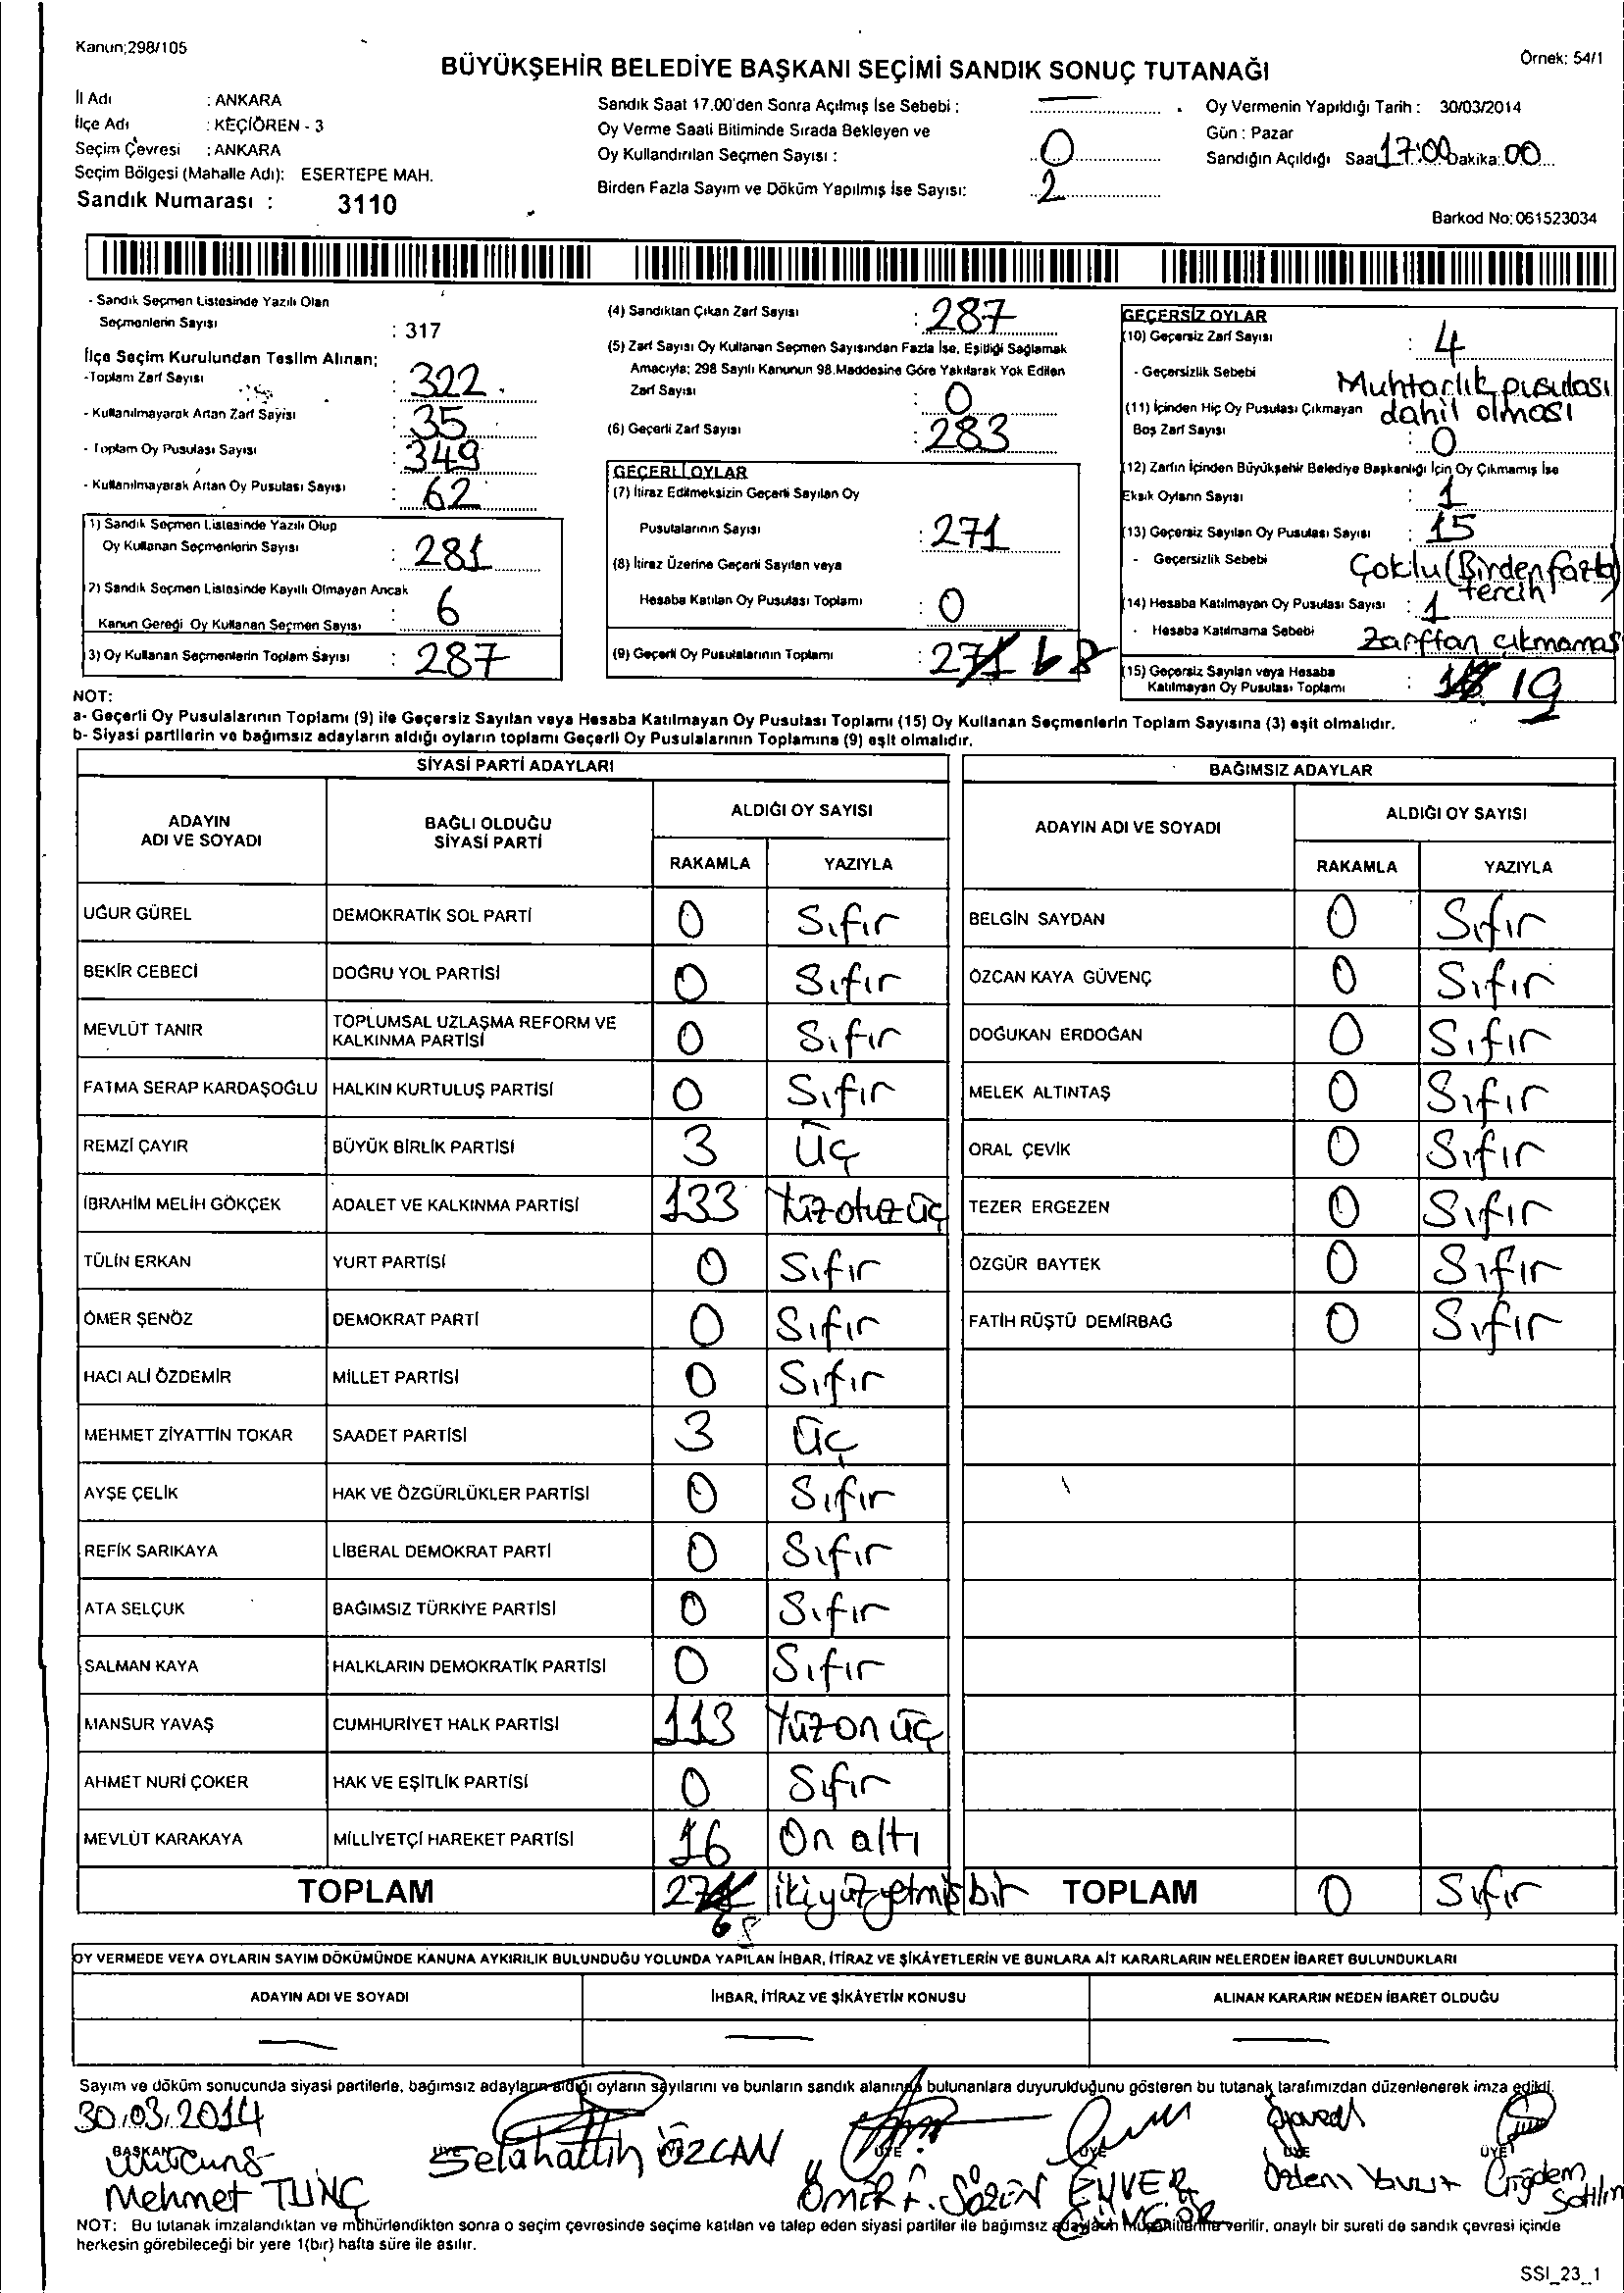 Kanun;298/105
Örnek: 54/1
BÜYÜKŞEHİR BELEDİYE BAŞKANI SEÇİMİ SANDIK SONUÇ TUTANAĞI
İl Adı : ANKARA
İlçe Adı : KEÇİÖREN - 3
Seçim Çevresi : ANKARA
Seçim Bölgesi (Mahalle Adı): ESERTEPE MAH.
Sandık Numarası : 3110
Sandık Saat 17.00'den Sonra Açılmış İse Sebebi :
Oy Verme Saati Bitiminde Sırada Bekleyen ve
Oy Kullandırılan Seçmen Sayısı : 0
Birden Fazla Sayım ve Döküm Yapılmış İse Sayısı: 2
Oy Vermenin Yapıldığı Tarih : 30/03/2014
Gün : Pazar
Sandığın Açıldığı Saat 17:00 Dakika: 00
Barkod No: 061523034
- Sandık Seçmen Listesinde Yazılı Olan
Seçmenlerin Sayısı : 317
İlçe Seçim Kurulundan Teslim Alınan;
-Toplam Zarf Sayısı : 322
- Kullanılmayarak Artan Zarf Sayısı : 35
- Toplam Oy Pusulası Sayısı : 349
- Kullanılmayarak Artan Oy Pusulası Sayısı : 62
1) Sandık Seçmen Listesinde Yazılı Olup
Oy Kullanan Seçmenlerin Sayısı : 281
2) Sandık Seçmen Listesinde Kayıtlı Olmayan Ancak
Kanun Gereği Oy Kullanan Seçmen Sayısı : 6
3) Oy Kullanan Seçmenlerin Toplam Sayısı : 287
(4) Sandıktan Çıkan Zarf Sayısı : 287
(5) Zarf Sayısı Oy Kullanan Seçmen Sayısından Fazla İse, Eşitliği Sağlamak
Amacıyla; 298 Sayılı Kanunun 98.Maddesine Göre Yakılarak Yok Edilen
Zarf Sayısı : 0
(6) Geçerli Zarf Sayısı : 283
GEÇERLİ OYLAR
(7) İtiraz Edilmeksizin Geçerli Sayılan Oy
Pusulalarının Sayısı : 271
(8) İtiraz Üzerine Geçerli Sayılan veya
Hesaba Katılan Oy Pusulası Toplamı : 0
(9) Geçerli Oy Pusulalarının Toplamı : 271 68
GEÇERSİZ OYLAR
(10) Geçersiz Zarf Sayısı : 4
- Geçersizlik Sebebi Muhtarlık pusulası
dahil olması
(11) İçinden Hiç Oy Pusulası Çıkmayan
Boş Zarf Sayısı : 0
(12) Zarfın İçinden Büyükşehir Belediye Başkanlığı İçin Oy Çıkmamış İse
Eksik Oyların Sayısı : 1
(13) Geçersiz Sayılan Oy Pusulası Sayısı : 15
- Geçersizlik Sebebi Çoklu (Birden fazla
tercih)
(14) Hesaba Katılmayan Oy Pusulası Sayısı : 1
- Hesaba Katılmama Sebebi Zarftan çıkmaması
(15) Geçersiz Sayılan veya Hesaba
Katılmayan Oy Pusulası Toplamı : 19
NOT:
a- Geçerli Oy Pusulalarının Toplamı (9) ile Geçersiz Sayılan veya Hesaba Katılmayan Oy Pusulası Toplamı (15) Oy Kullanan Seçmenlerin Toplam Sayısına (3) eşit olmalıdır.
b- Siyasi partilerin ve bağımsız adayların aldığı oyların toplamı Geçerli Oy Pusulalarının Toplamına (9) eşit olmalıdır.
SİYASİ PARTİ ADAYLARI
ADAYIN ADI VE SOYADI BAĞLI OLDUĞU SİYASİ PARTİ ALDIĞI OY SAYISI
RAKAMLA YAZIYLA
UĞUR GÜREL DEMOKRATİK SOL PARTİ 0 Sıfır
BEKİR CEBECİ DOĞRU YOL PARTİSİ 0 Sıfır
MEVLÜT TANIR TOPLUMSAL UZLAŞMA REFORM VE KALKINMA PARTİSİ 0 Sıfır
FATMA SERAP KARDAŞOĞLU HALKIN KURTULUŞ PARTİSİ 0 Sıfır
REMZİ ÇAYIR BÜYÜK BİRLİK PARTİSİ 3 Üç
İBRAHİM MELİH GÖKÇEK ADALET VE KALKINMA PARTİSİ 133 Yüzotuzüç
TÜLİN ERKAN YURT PARTİSİ 0 Sıfır
ÖMER ŞENÖZ DEMOKRAT PARTİ 0 Sıfır
HACI ALİ ÖZDEMİR MİLLET PARTİSİ 0 Sıfır
MEHMET ZİYATTİN TOKAR SAADET PARTİSİ 3 Üç
AYŞE ÇELİK HAK VE ÖZGÜRLÜKLER PARTİSİ 0 Sıfır
REFİK SARIKAYA LİBERAL DEMOKRAT PARTİ 0 Sıfır
ATA SELÇUK BAĞIMSIZ TÜRKİYE PARTİSİ 0 Sıfır
SALMAN KAYA HALKLARIN DEMOKRATİK PARTİSİ 0 Sıfır
MANSUR YAVAŞ CUMHURİYET HALK PARTİSİ 113 Yüzonüç
AHMET NURİ ÇOKER HAK VE EŞİTLİK PARTİSİ 0 Sıfır
MEVLÜT KARAKAYA MİLLİYETÇİ HAREKET PARTİSİ 16 On altı
TOPLAM 271 68 ikiyüzyetmişbir
BAĞIMSIZ ADAYLAR
ADAYIN ADI VE SOYADI ALDIĞI OY SAYISI
RAKAMLA YAZIYLA
BELGİN SAYDAN 0 Sıfır
ÖZCAN KAYA GÜVENÇ 0 Sıfır
DOĞUKAN ERDOĞAN 0 Sıfır
MELEK ALTINTAŞ 0 Sıfır
ORAL ÇEVİK 0 Sıfır
TEZER ERGEZEN 0 Sıfır
ÖZGÜR BAYTEK 0 Sıfır
FATİH RÜŞTÜ DEMİRBAĞ 0 Sıfır
TOPLAM 0 Sıfır
OY VERMEDE VEYA OYLARIN SAYIM DÖKÜMÜNDE KANUNA AYKIRILIK BULUNDUĞU YOLUNDA YAPILAN İHBAR, İTİRAZ VE ŞİKÂYETLERİN VE BUNLARA AİT KARARLARIN NELERDEN İBARET BULUNDUKLARI
ADAYIN ADI VE SOYADI İHBAR, İTİRAZ VE ŞİKÂYETİN KONUSU ALINAN KARARIN NEDEN İBARET OLDUĞU
Sayım ve döküm sonucunda siyasi partilerle, bağımsız adayların aldığı oyların sayılarını ve bunların sandık alanında bulunanlara duyurulduğunu gösteren bu tutanak tarafımızdan düzenlenerek imza edildi.
30.03.2014
BAŞKAN ÜYE ÜYE ÜYE ÜYE ÜYE
Mehmet TUNÇ Selahattin ÖZCAN ÖMER F. SÖZEN ENVER GÜNGÖR Özlem Yavuz Çiğdem
NOT: Bu tutanak imzalandıktan ve mühürlendikten sonra o seçim çevresinde seçime katılan ve talep eden siyasi partiler ile bağımsız adayların müşahitlerine verilir, onaylı bir sureti de sandık çevresi içinde
herkesin görebileceği bir yere 1(bir) hafta süre ile asılır.
SSI_23_1